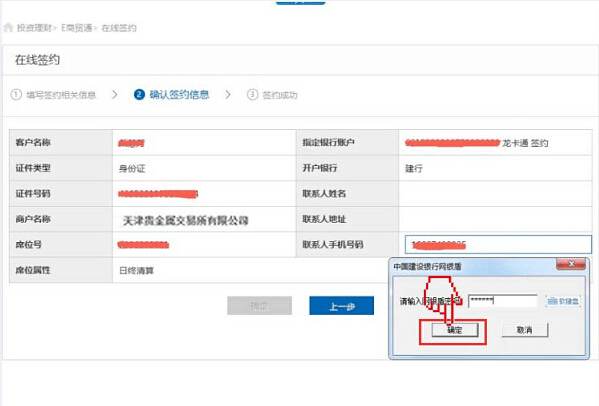 投资理财> E商贸通> 在线签约
在线签约
1 填写签约相关信息 > 2 确认签约信息 > 3 签约成功
客户名称 指定银行账户 龙卡通 签约
证件类型 身份证 开户银行 建行
证件号码 联系人姓名
商户名称 天津贵金属交易所有限公司 联系人地址
席位号 联系人手机号码
席位属性 日终清算
中国建设银行网银盾
请输入网银盾密码: ****** 软键盘
确定 取消
确定 上一步